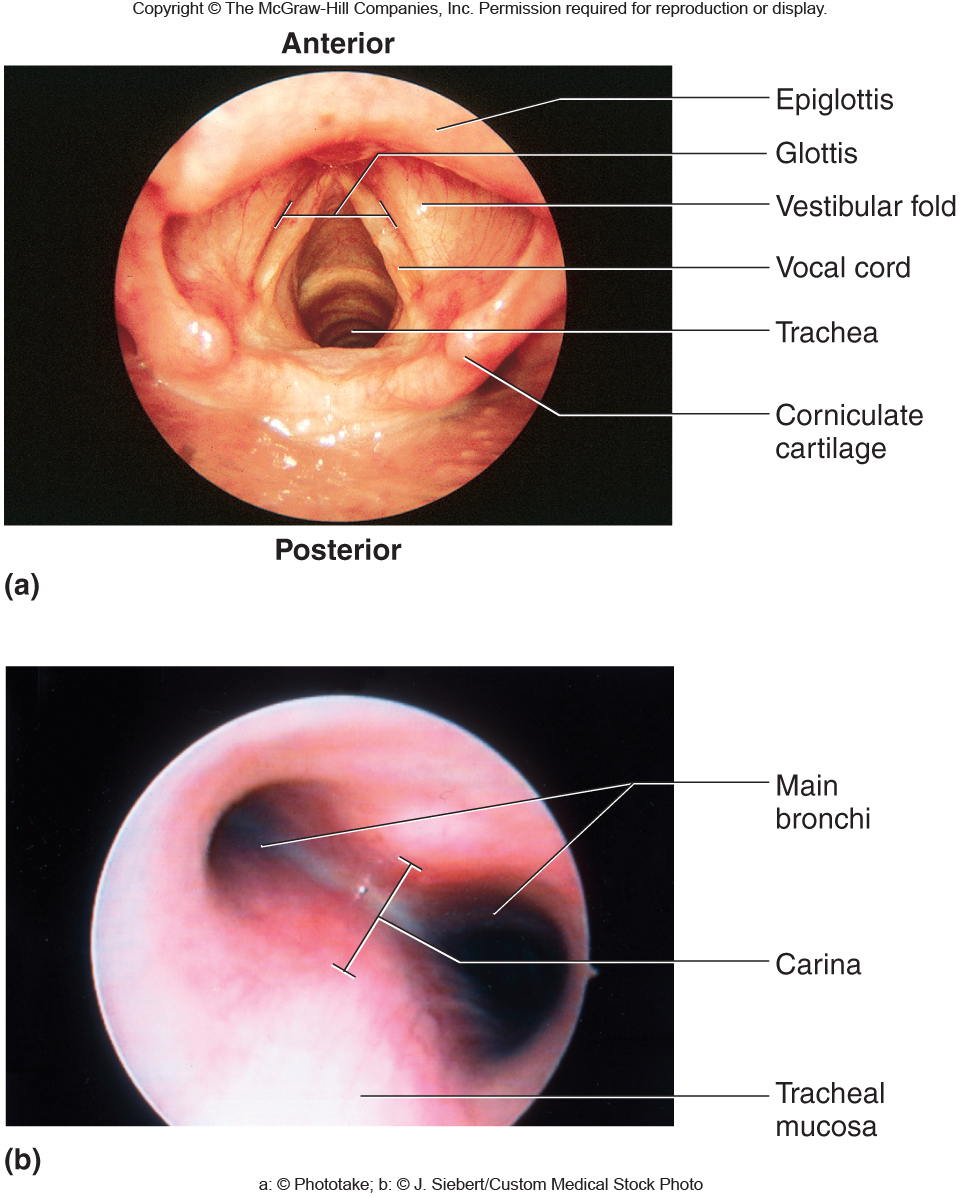 Copyright © The McGraw-Hill Companies, Inc. Permission required for reproduction or display.
Anterior
Epiglottis
Glottis
Vestibular fold
Vocal cord
Trachea
Corniculate
cartilage
Posterior
(a)
Main
bronchi
Carina
Tracheal
mucosa
(b)
a: © Phototake; b: © J. Siebert/Custom Medical Stock Photo